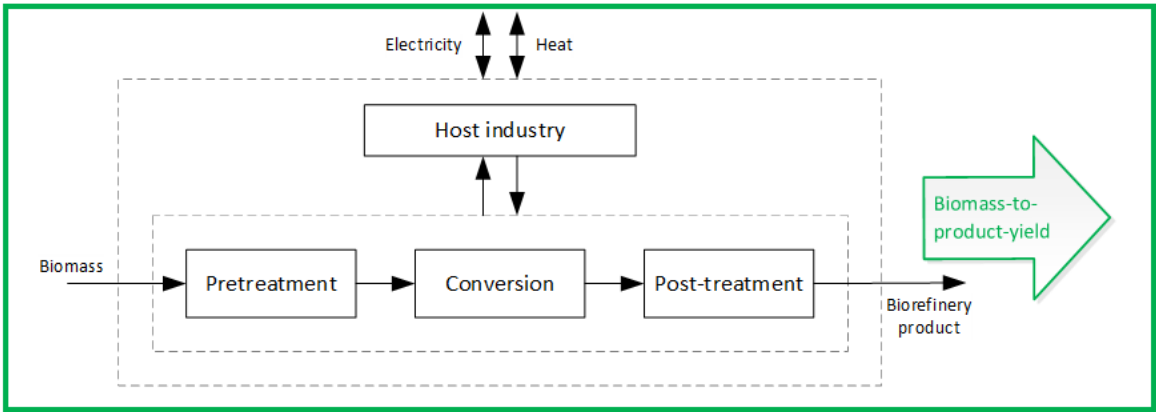 Electricity
Heat
Host industry
Biomass-to-
product-yield
Biomass
Pretreatment
Conversion
Post-treatment
Biorefinery
product